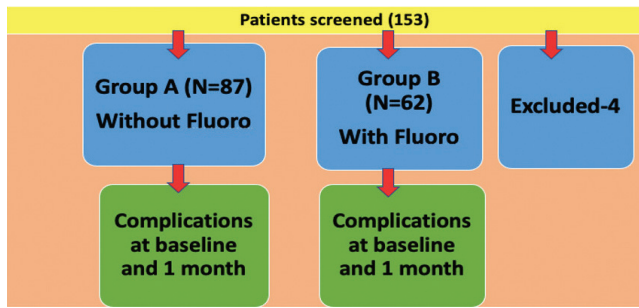 Patients screened (153)
Group A (N=87)
Without Fluoro
Group B
(N=62)
With Fluoro
Excluded-4
Complications
at baseline
and 1 month
Complications
at baseline
and 1 month